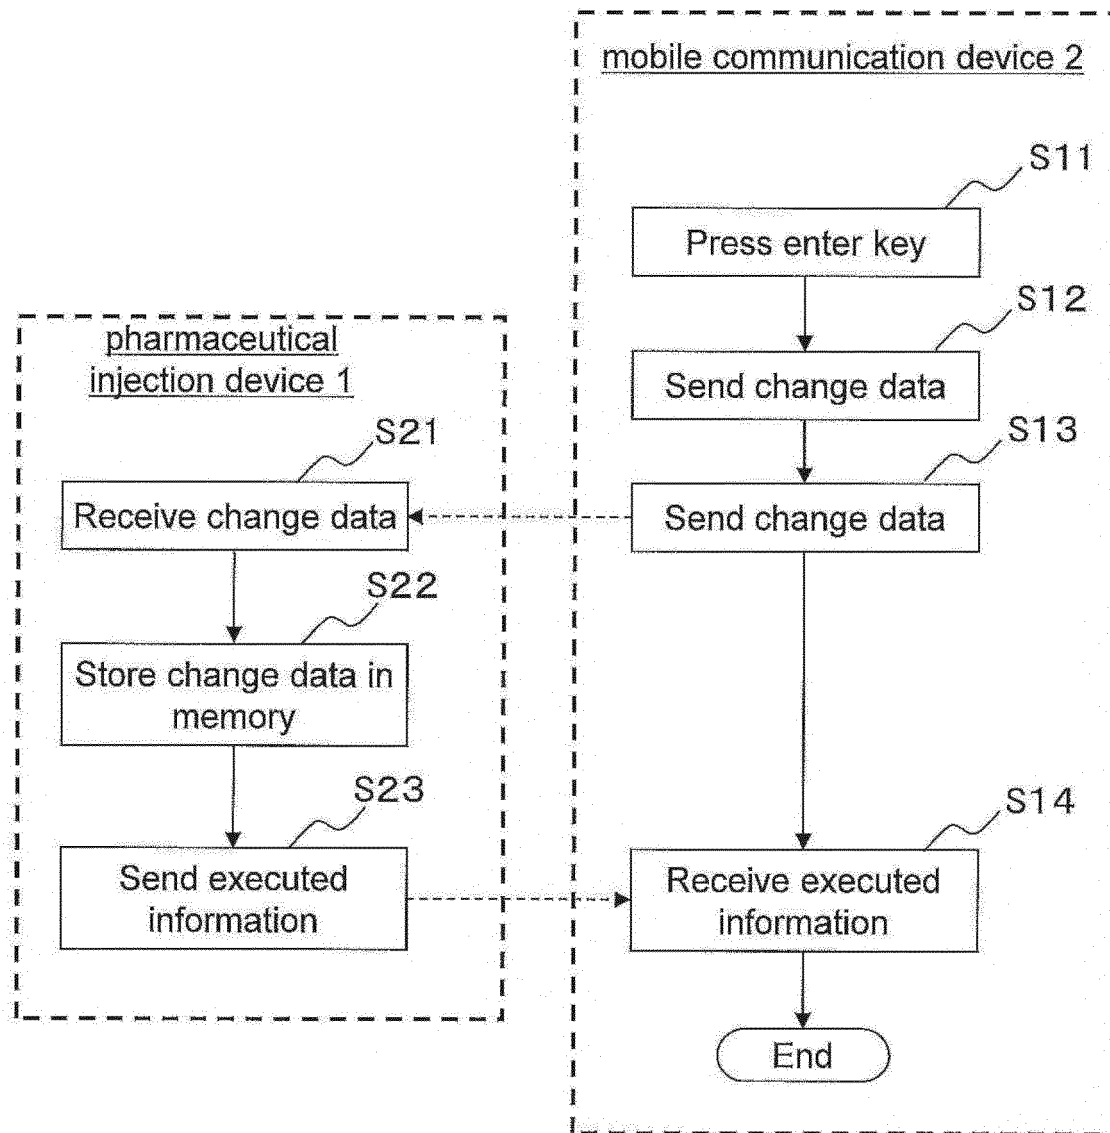 mobile communication device 2
S11
Press enter key
S12
Send change data
S13
Send change data
pharmaceutical
injection device 1
S21
Receive change data
S22
Store change data in
memory
S23
Send executed
information
S14
Receive executed
information
End